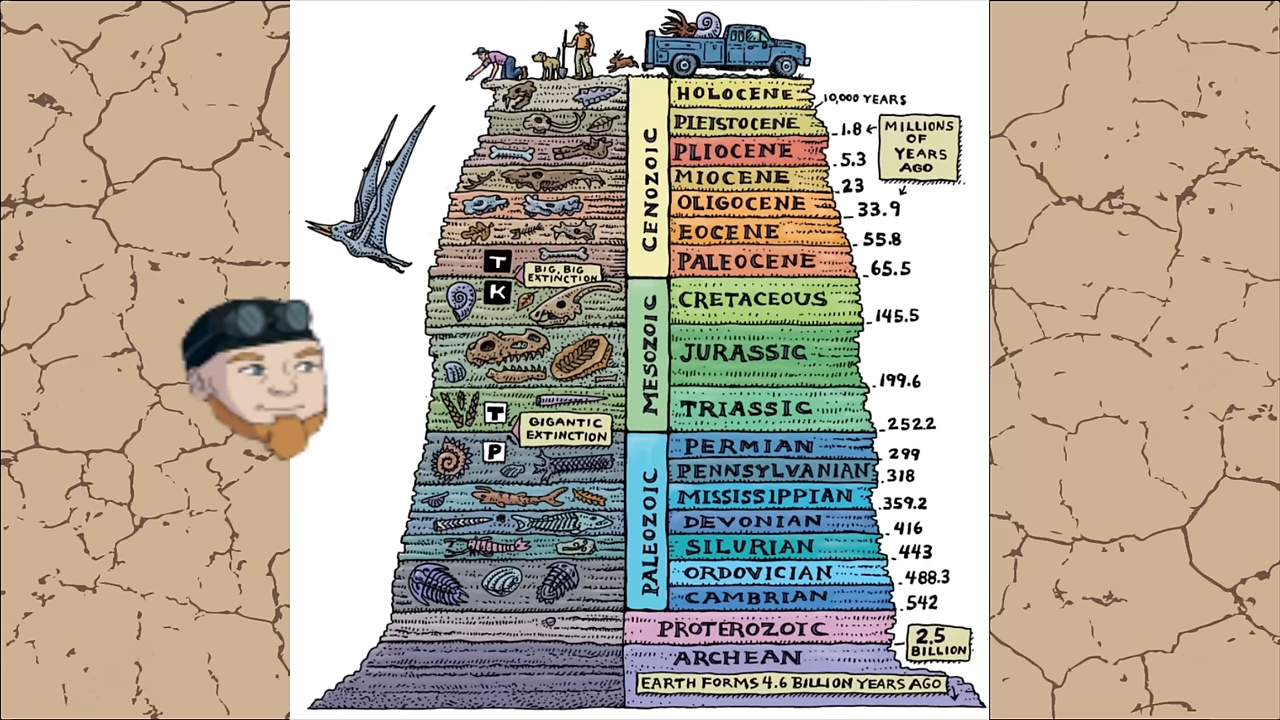 HOLOCENE
10,000 YEARS
PLEISTOCENE
1.8
MILLIONS
OF
YEARS
AGO
PLIOCENE
5.3
MIOCENE
23
OLIGOCENE
33.9
EOCENE
55.8
PALEOCENE
65.5
CENOZOIC
T
BIG, BIG
EXTINCTION
K
CRETACEOUS
145.5
JURASSIC
199.6
TRIASSIC
252.2
MESOZOIC
T
GIGANTIC
EXTINCTION
P
PERMIAN
299
PENNSYLVANIAN
318
MISSISSIPPIAN
359.2
DEVONIAN
416
SILURIAN
443
ORDOVICIAN
488.3
CAMBRIAN
542
PALEOZOIC
PROTEROZOIC
2.5
BILLION
ARCHEAN
EARTH FORMS 4.6 BILLION YEARS AGO